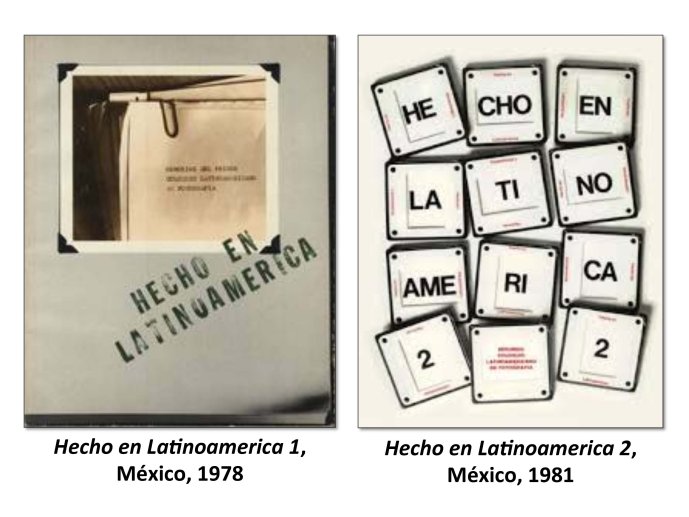 MEMORIAS DEL PRIMER
COLOQUIO LATINOAMERICANO
DE FOTOGRAFIA
HECHO EN
LATINOAMERICA
HE CHO EN
LA TI NO
AME RI CA
2
SEGUNDO
COLOQUIO
LATINOAMERICANO
DE FOTOGRAFIA
2
Hecho en Latinoamerica 1,
México, 1978
Hecho en Latinoamerica 2,
México, 1981